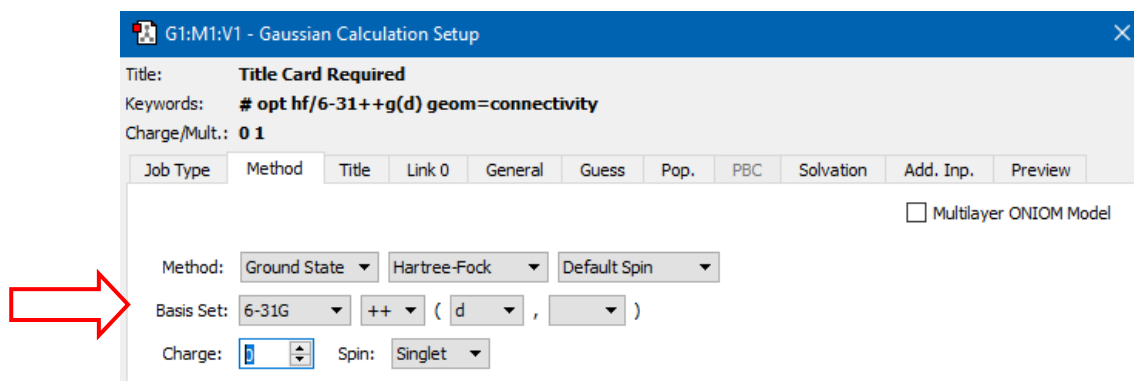 G1:M1:V1 - Gaussian Calculation Setup
Title: Title Card Required
Keywords: # opt hf/6-31++g(d) geom=connectivity
Charge/Mult.: 0 1
Job Type Method Title Link 0 General Guess Pop. PBC Solvation Add. Inp. Preview
Multilayer ONIOM Model
Method: Ground State Hartree-Fock Default Spin
Basis Set: 6-31G ++ ( d , )
Charge: 0 Spin: Singlet